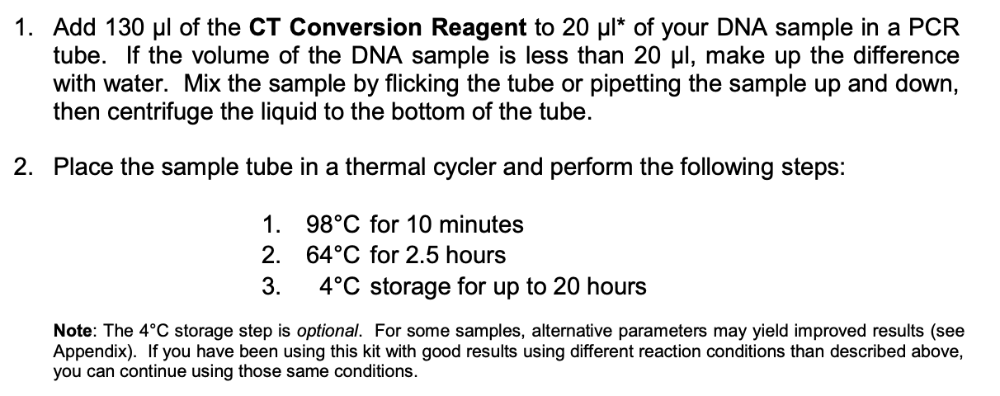 1. Add 130 µl of the CT Conversion Reagent to 20 µl* of your DNA sample in a PCR
tube. If the volume of the DNA sample is less than 20 µl, make up the difference
with water. Mix the sample by flicking the tube or pipetting the sample up and down,
then centrifuge the liquid to the bottom of the tube.
2. Place the sample tube in a thermal cycler and perform the following steps:
1. 98°C for 10 minutes
2. 64°C for 2.5 hours
3. 4°C storage for up to 20 hours
Note: The 4°C storage step is optional. For some samples, alternative parameters may yield improved results (see
Appendix). If you have been using this kit with good results using different reaction conditions than described above,
you can continue using those same conditions.